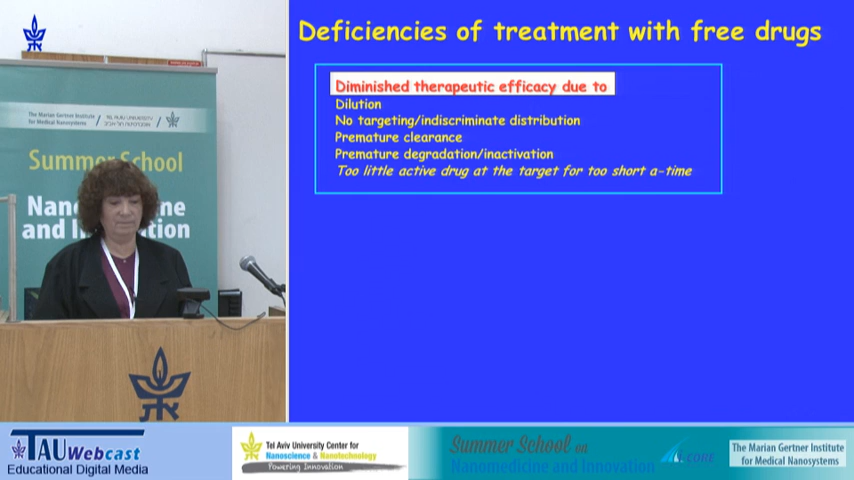 Deficiencies of treatment with free drugs
Diminished therapeutic efficacy due to
Dilution
No targeting/indiscriminate distribution
Premature clearance
Premature degradation/inactivation
Too little active drug at the target for too short a-time
The Marian Gertner Institute
for Medical Nanosystems
Summer School
and
TAU Webcast
Educational Digital Media
Tel Aviv University Center for
Nanoscience & Nanotechnology
Powering Innovation
Summer School on
Nanomedicine and Innovation
I-CORE
The Marian Gertner Institute
for Medical Nanosystems